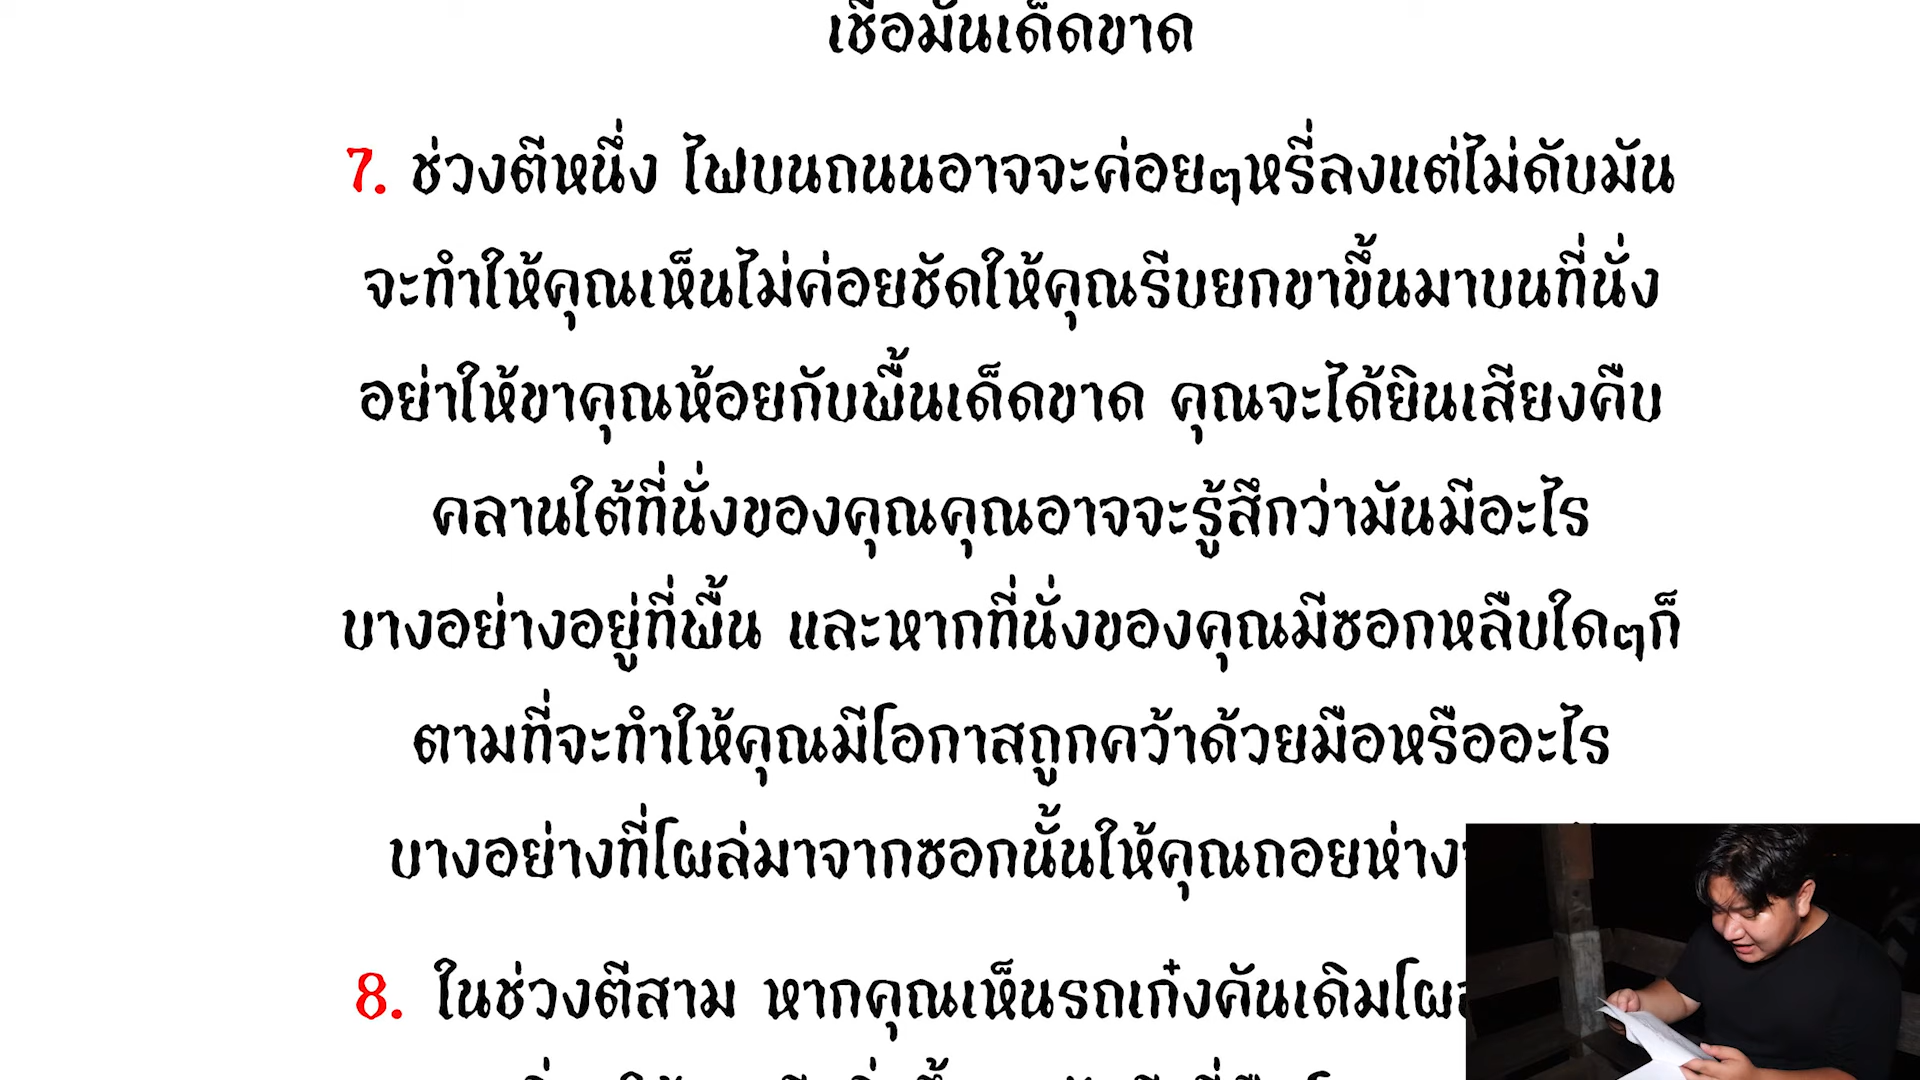 เชื่อมันเด็ดขาด
7. ช่วงตีหนึ่ง ไฟบนถนนอาจจะค่อยๆหรี่ลงแต่ไม่ดับมัน
จะทำให้คุณเห็นไม่ค่อยชัดให้คุณรีบยกขาขึ้นมาบนที่นั่ง
อย่าให้ขาคุณห้อยกับพื้นเด็ดขาด คุณจะได้ยินเสียงคืบ
คลานใต้ที่นั่งของคุณคุณอาจจะรู้สึกว่ามันมีอะไร
บางอย่างอยู่ที่พื้น และหากที่นั่งของคุณมีซอกหลืบใดๆก็
ตามที่จะทำให้คุณมีโอกาสถูกคว้าด้วยมือหรืออะไร
บางอย่างที่โผล่มาจากซอกนั้นให้คุณถอยห่าง
8. ในช่วงตีสาม หากคุณเห็นรถเก๋งคันเดิม